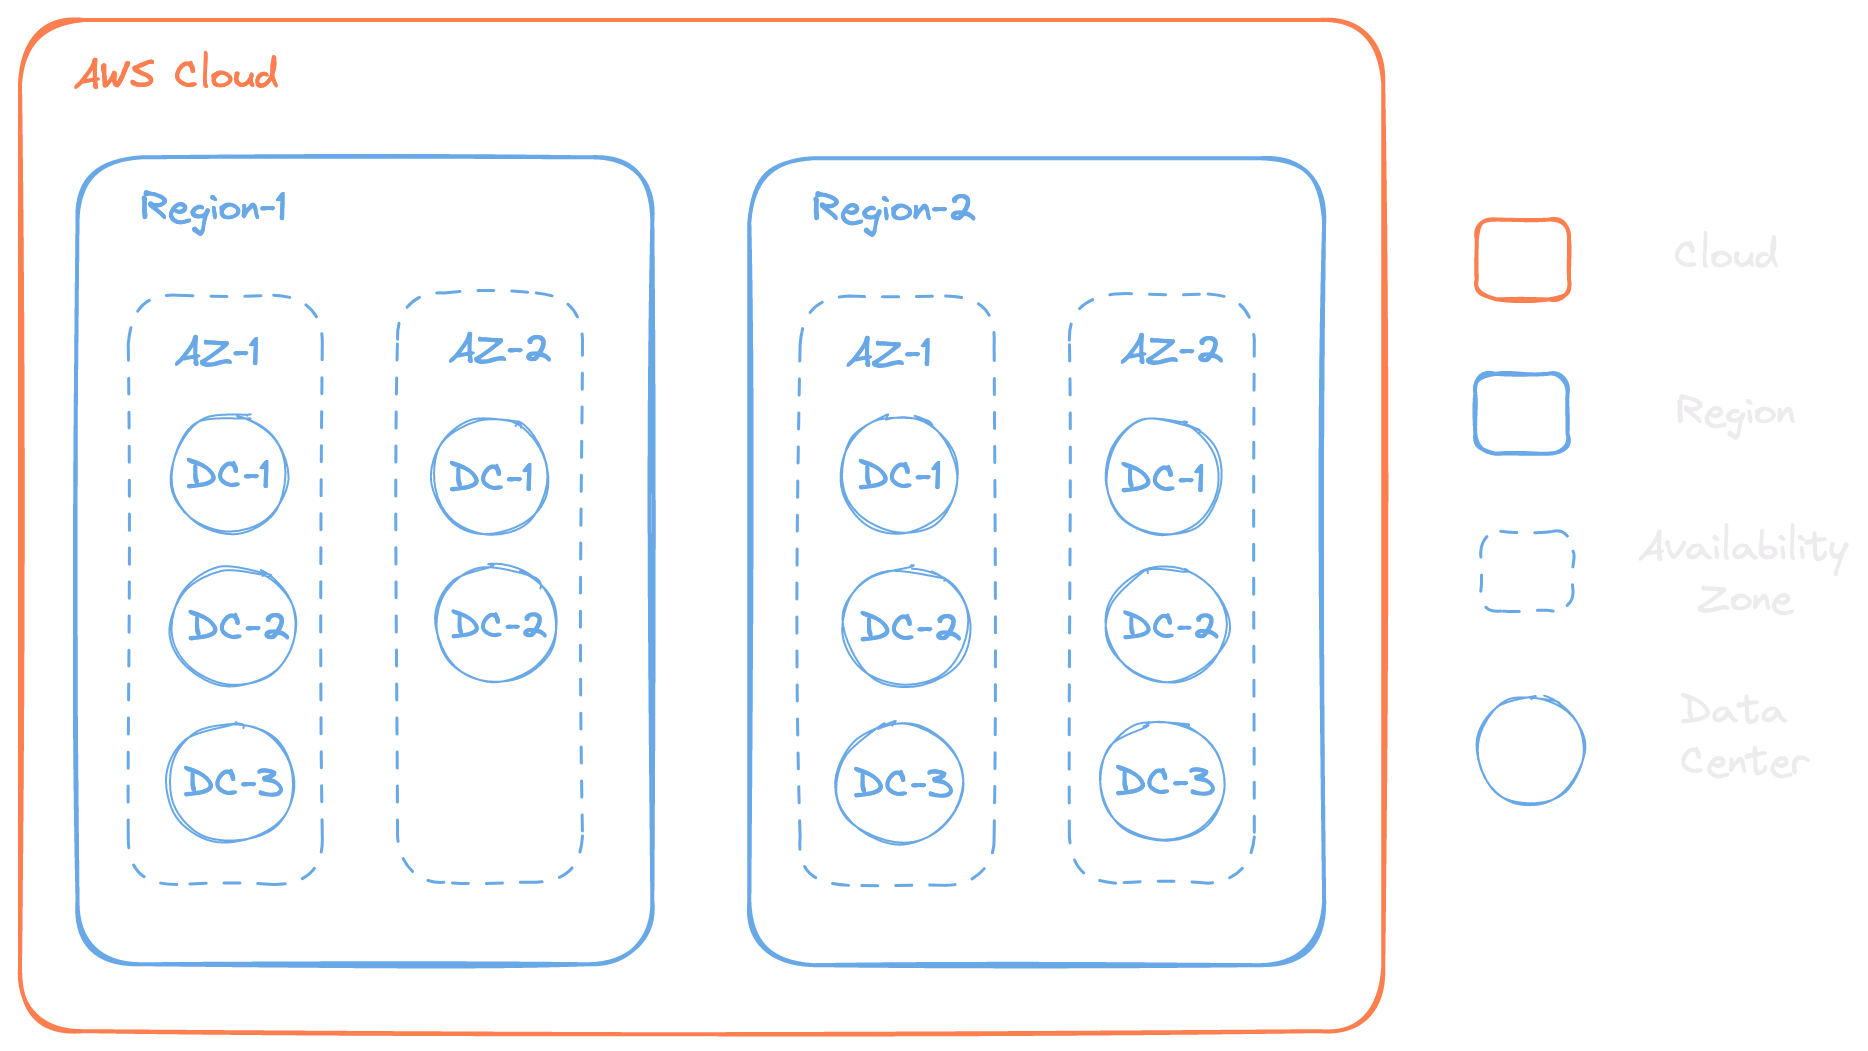 AWS Cloud
Region-1
AZ-1
DC-1
DC-2
DC-3
AZ-2
DC-1
DC-2
Region-2
AZ-1
DC-1
DC-2
DC-3
AZ-2
DC-1
DC-2
DC-3
Cloud
Region
Availability
Zone
Data
Center